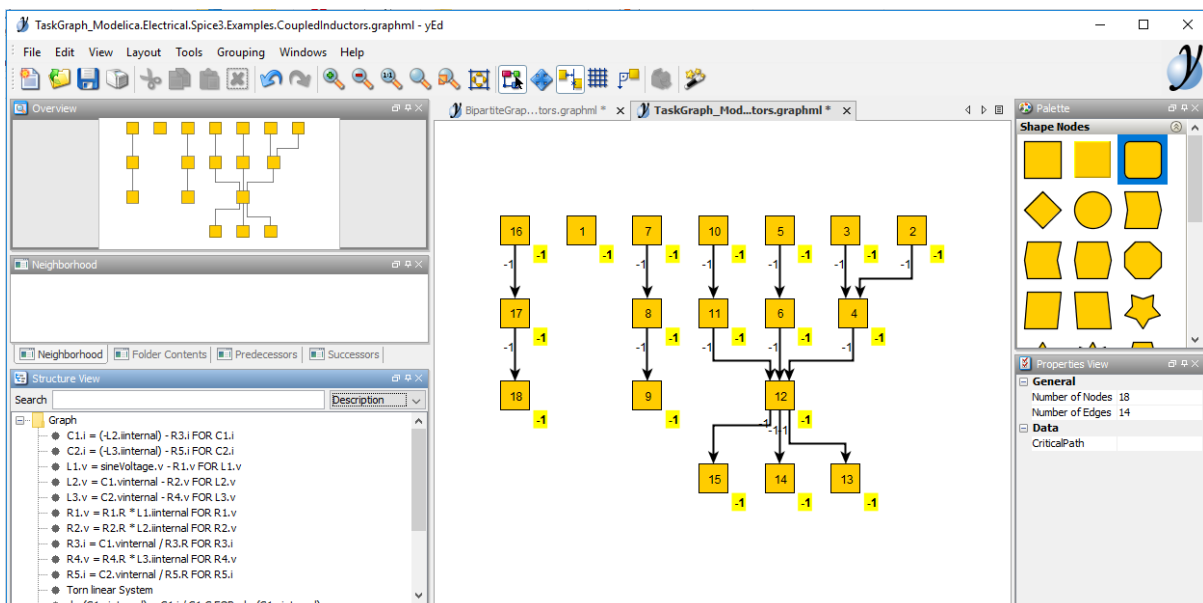 TaskGraph_Modelica.Electrical.Spice3.Examples.CoupledInductors.graphml - yEd
File Edit View Layout Tools Grouping Windows Help
Overview
BipartiteGrap...tors.graphml *
TaskGraph_Mod...tors.graphml *
Palette
Shape Nodes
Neighborhood
Neighborhood Folder Contents Predecessors Successors
Structure View
Search Description
Graph
C1.i = (-L2.iinternal) - R3.i FOR C1.i
C2.i = (-L3.iinternal) - R5.i FOR C2.i
L1.v = sineVoltage.v - R1.v FOR L1.v
L2.v = C1.vinternal - R2.v FOR L2.v
L3.v = C2.vinternal - R4.v FOR L3.v
R1.v = R1.R * L1.iinternal FOR R1.v
R2.v = R2.R * L2.iinternal FOR R2.v
R3.i = C1.vinternal / R3.R FOR R3.i
R4.v = R4.R * L3.iinternal FOR R4.v
R5.i = C2.vinternal / R5.R FOR R5.i
Torn linear System
16 1 7 10 5 3 2
-1 -1 -1 -1 -1 -1 -1
-1 -1 -1 -1 -1 -1
17 8 11 6 4
-1 -1 -1 -1 -1
-1 -1 -1 -1 -1
18 9 12
-1 -1 -1
-1 -1 -1
15 14 13
-1 -1 -1
Properties View
General
Number of Nodes 18
Number of Edges 14
Data
CriticalPath